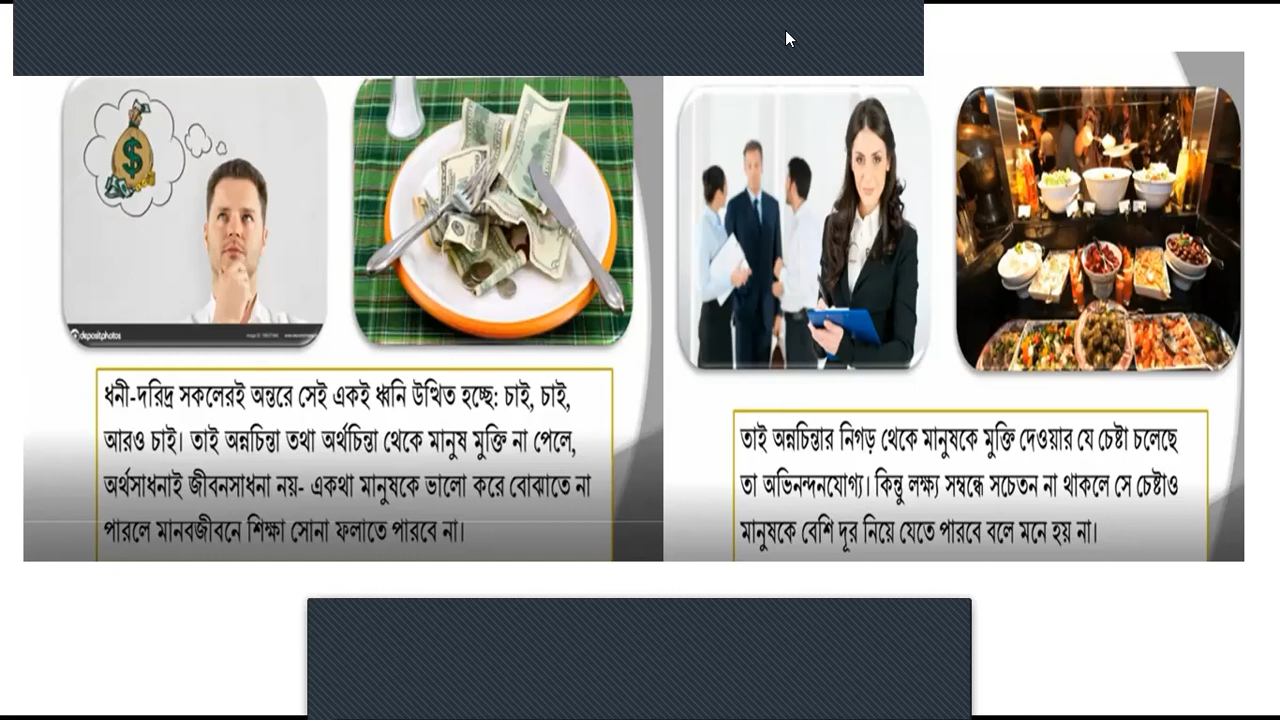 depositphotos
ধনী-দরিদ্র সকলেরই অন্তরে সেই একই ধ্বনি উত্থিত হচ্ছে: চাই, চাই,
আরও চাই। তাই অন্নচিন্তা তথা অর্থচিন্তা থেকে মানুষ মুক্তি না পেলে,
অর্থসাধনাই জীবনসাধনা নয়- একথা মানুষকে ভালো করে বোঝাতে না
পারলে মানবজীবনে শিক্ষা সোনা ফলাতে পারবে না।
তাই অন্নচিন্তার নিগড় থেকে মানুষকে মুক্তি দেওয়ার যে চেষ্টা চলেছে
তা অভিনন্দনযোগ্য। কিন্তু লক্ষ্য সম্বন্ধে সচেতন না থাকলে সে চেষ্টাও
মানুষকে বেশি দূর নিয়ে যেতে পারবে বলে মনে হয় না।